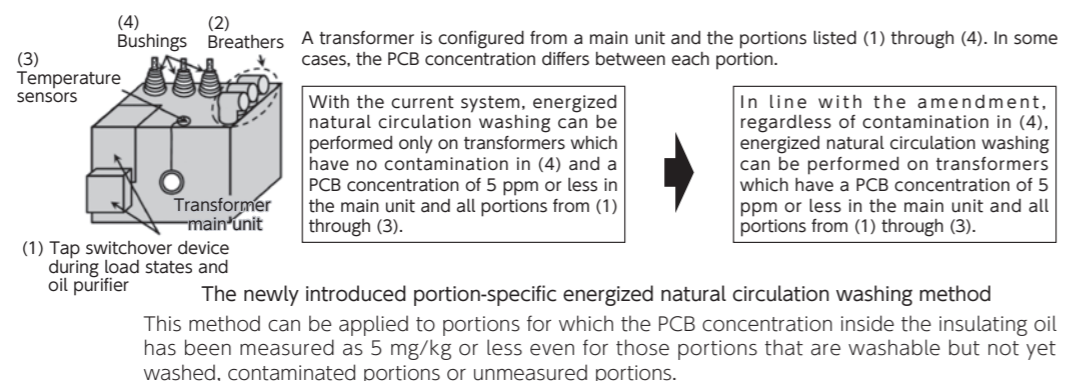 (4)
Bushings
(2)
Breathers
(3)
Temperature
sensors
Transformer
main unit
(1) Tap switchover device
during load states and
oil purifier
A transformer is configured from a main unit and the portions listed (1) through (4). In some
cases, the PCB concentration differs between each portion.
With the current system, energized
natural circulation washing can be
performed only on transformers which
have no contamination in (4) and a
PCB concentration of 5 ppm or less in
the main unit and all portions from (1)
through (3).
In line with the amendment,
regardless of contamination in (4),
energized natural circulation washing
can be performed on transformers
which have a PCB concentration of 5
ppm or less in the main unit and all
portions from (1) through (3).
The newly introduced portion-specific energized natural circulation washing method
This method can be applied to portions for which the PCB concentration inside the insulating oil
has been measured as 5 mg/kg or less even for those portions that are washable but not yet
washed, contaminated portions or unmeasured portions.